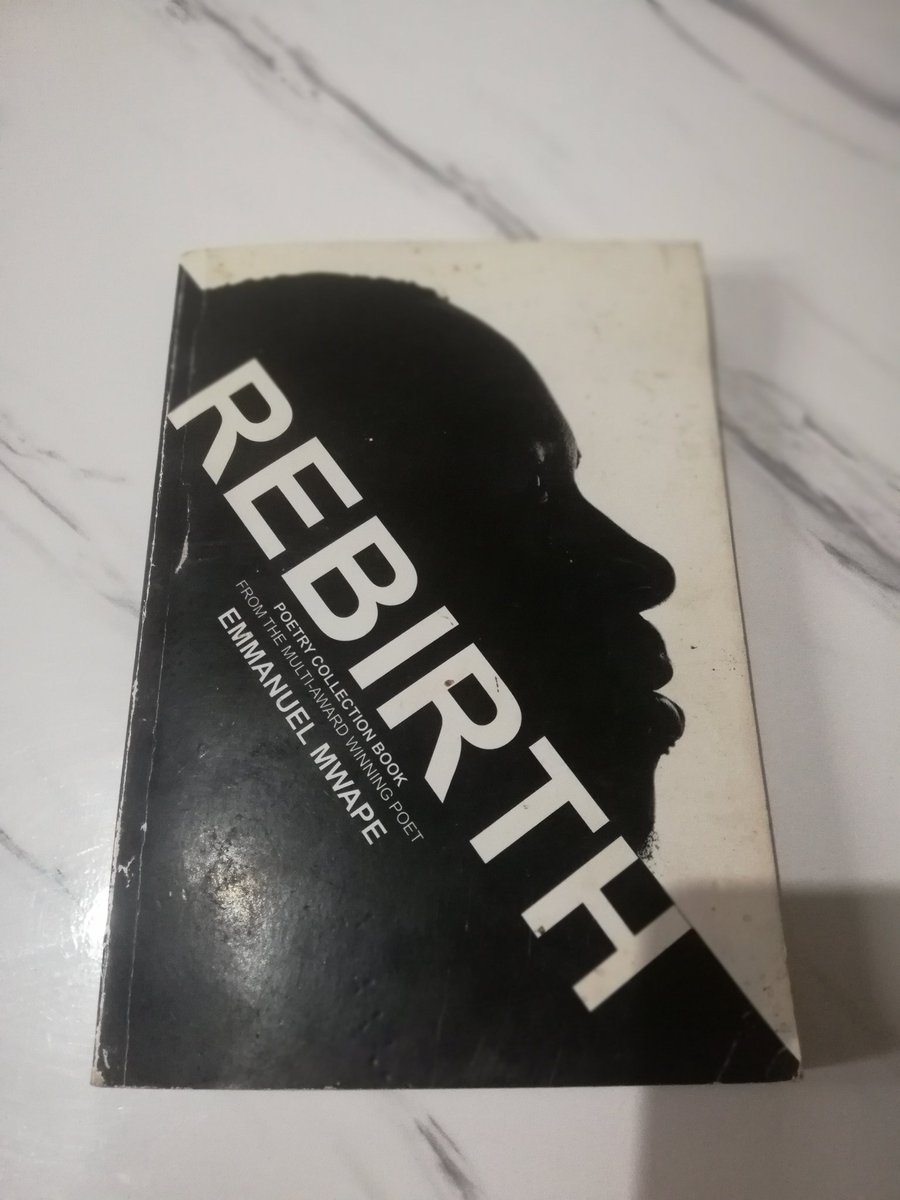 REBIRTH
POETRY COLLECTION BOOK
FROM THE MULTI-AWARD WINNING POET
EMMANUEL MWAPE